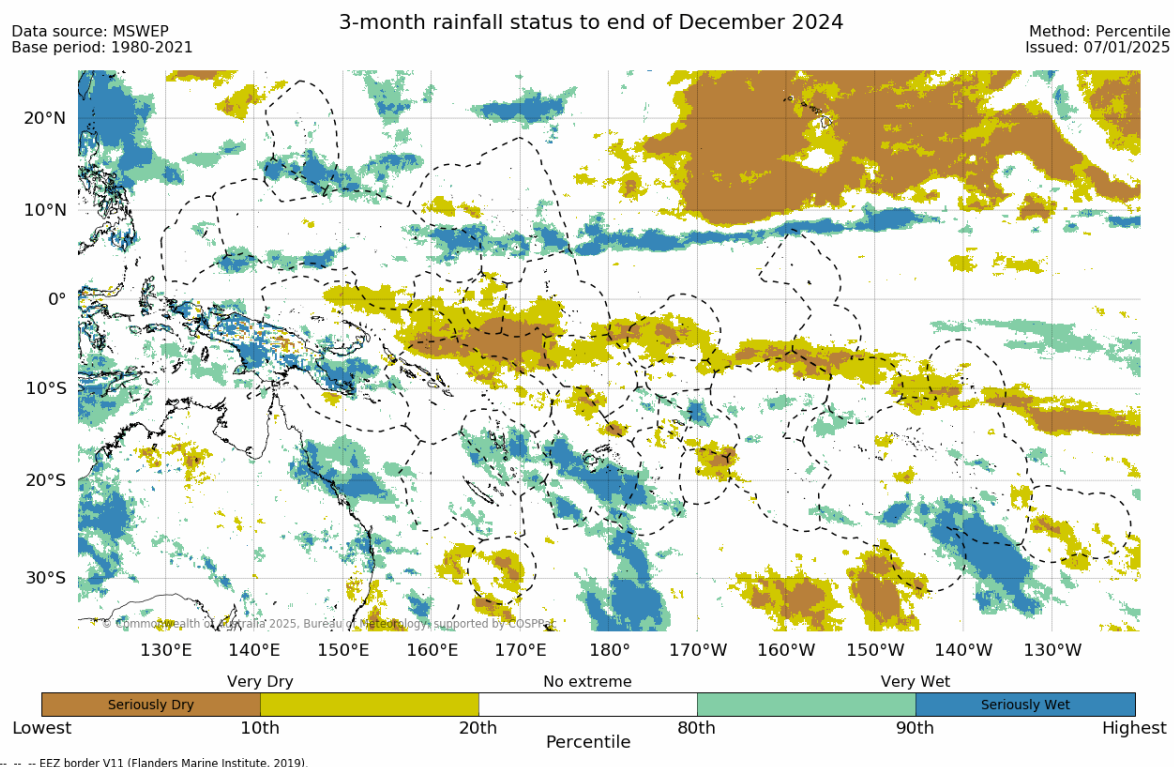 3-month rainfall status to end of December 2024
Data source: MSWEP
Base period: 1980-2021
Method: Percentile
Issued: 07/01/2025
20°N
10°N
0°
10°S
20°S
30°S
© Commonwealth of Australia 2025, Bureau of Meteorology, supported by COSPPac
130°E 140°E 150°E 160°E 170°E 180° 170°W 160°W 150°W 140°W 130°W
Very Dry No extreme Very Wet
Seriously Dry Seriously Wet
Lowest 10th 20th 80th 90th Highest
Percentile
-- -- -- EEZ border V11 (Flanders Marine Institute, 2019).